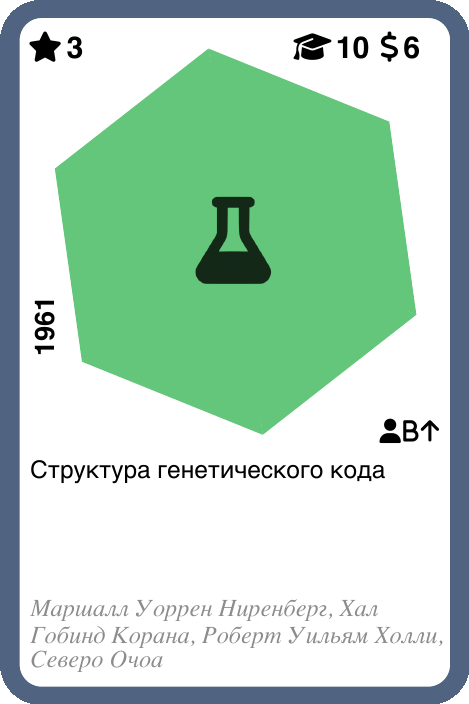 3
10 $6
1961
B↑
Структура генетического кода
Маршалл Уоррен Ниренберг, Хал
Гобинд Корана, Роберт Уильям Холли,
Северо Очоа